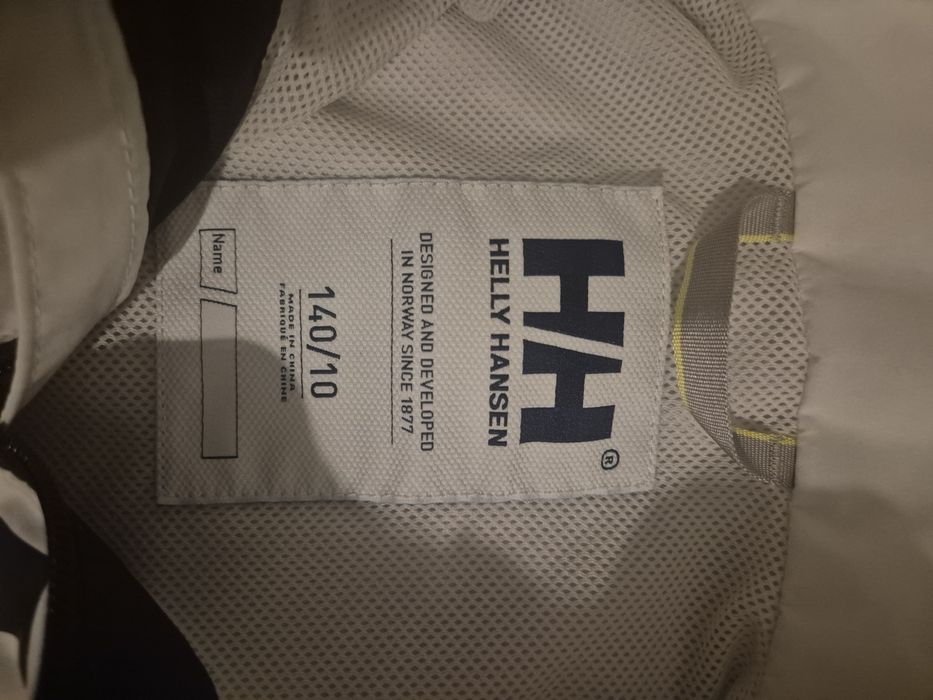 HH®
HELLY HANSEN
DESIGNED AND DEVELOPED
IN NORWAY SINCE 1877
140/10
MADE IN CHINA
FABRIQUÉ EN CHINE
Name